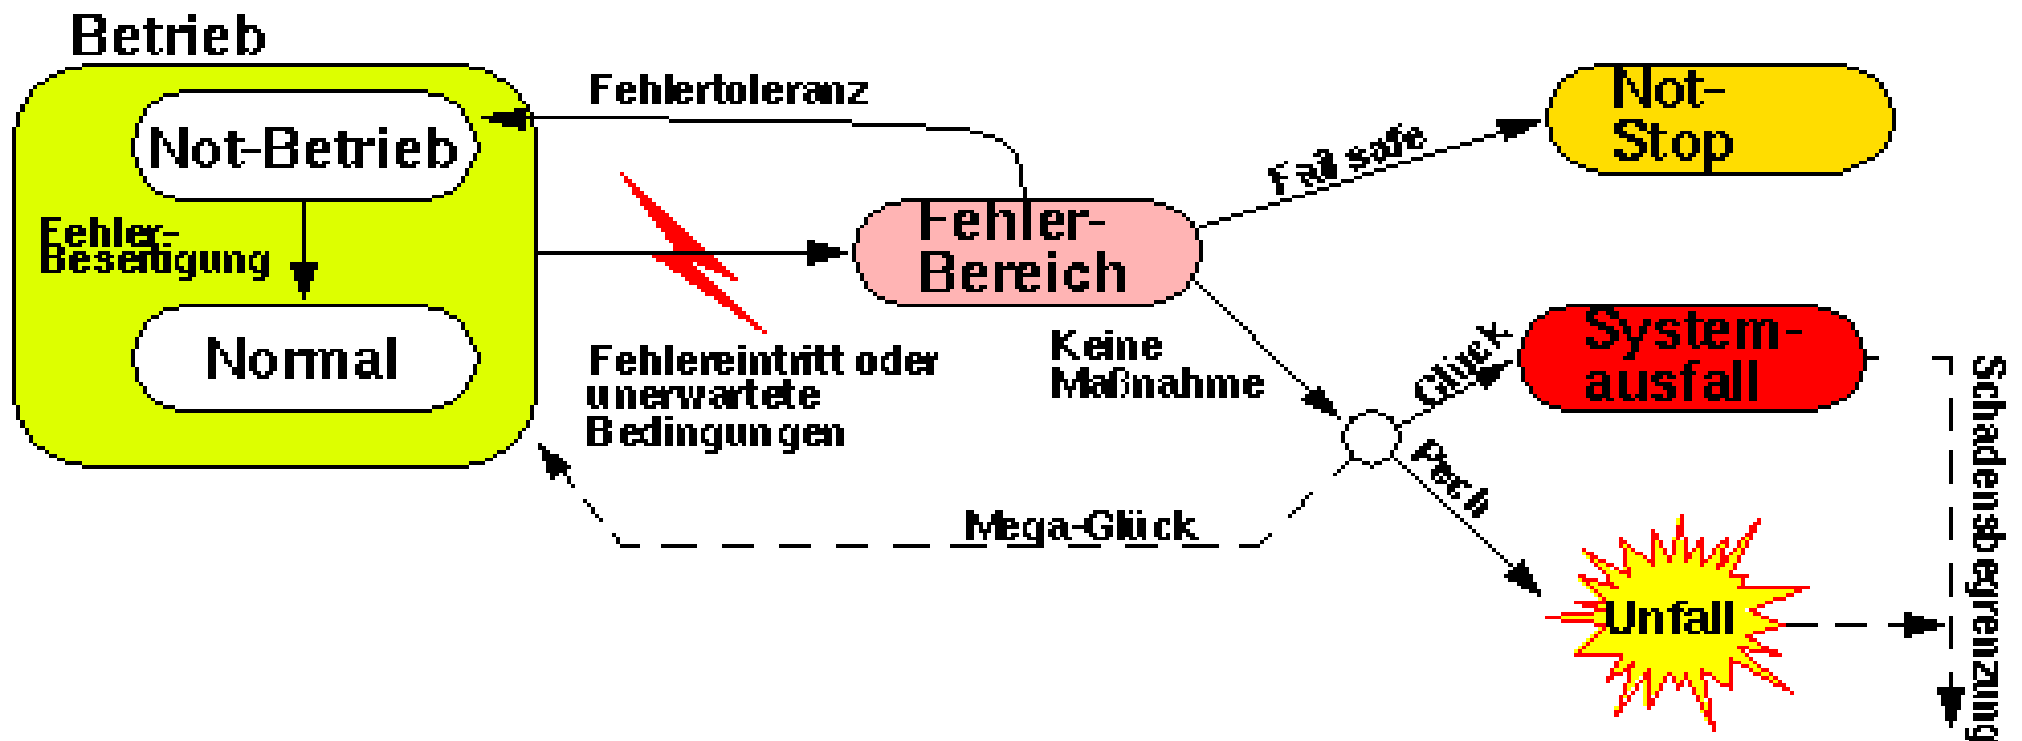 Betrieb
Not-Betrieb
Fehler-
Beseitigung
Normal
Fehlertoleranz
Fehlereintritt oder
unerwartete
Bedingungen
Fehler-
Bereich
Fail safe
Not-
Stop
Keine
Maßnahme
Glück
System-
ausfall
Pech
Mega-Glück
Unfall
Schadensbegrenzung